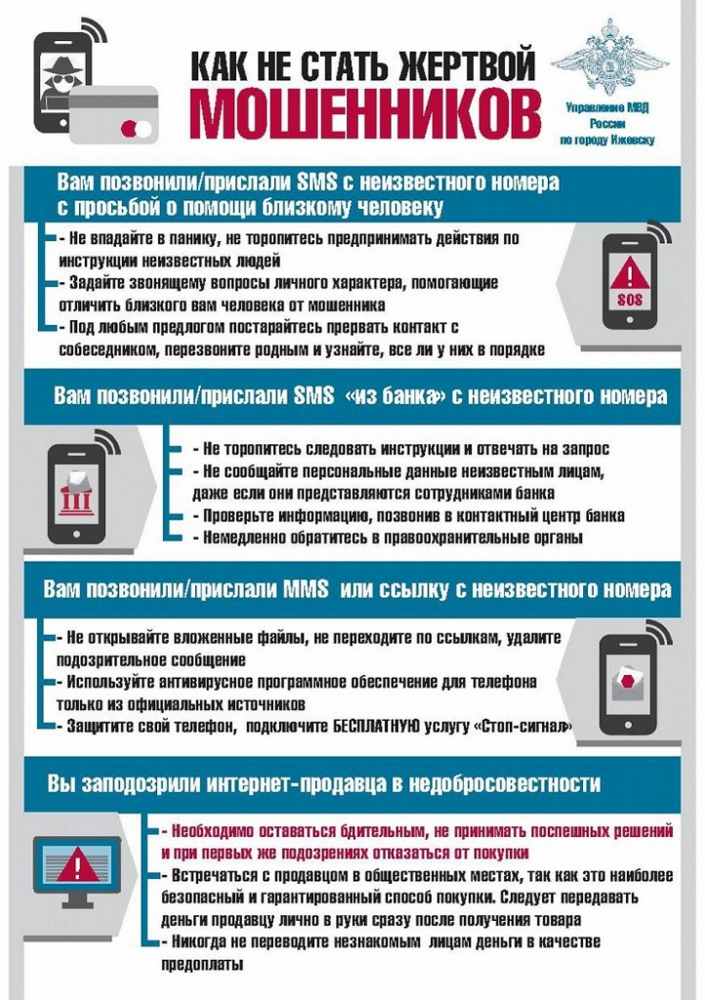 КАК НЕ СТАТЬ ЖЕРТВОЙ
МОШЕННИКОВ
Управление МВД
России
по городу Ижевску
Вам позвонили/прислали SMS с неизвестного номера
с просьбой о помощи близкому человеку
- Не впадайте в панику, не торопитесь предпринимать действия по
инструкции неизвестных людей
- Задайте звонящему вопросы личного характера, помогающие
отличить близкого вам человека от мошенника
- Под любым предлогом постарайтесь прервать контакт с
собеседником, перезвоните родным и узнайте, все ли у них в порядке
SOS
Вам позвонили/прислали SMS «из банка» с неизвестного номера
- Не торопитесь следовать инструкции и отвечать на запрос
- Не сообщайте персональные данные неизвестным лицам,
даже если они представляются сотрудниками банка
- Проверьте информацию, позвонив в контактный центр банка
- Немедленно обратитесь в правоохранительные органы
Вам позвонили/прислали MMS или ссылку с неизвестного номера
- Не открывайте вложенные файлы, не переходите по ссылкам, удалите
подозрительное сообщение
- Используйте антивирусное программное обеспечение для телефона
только из официальных источников
- Защитите свой телефон, подключите БЕСПЛАТНУЮ услугу «Стоп-сигнал»
Вы заподозрили интернет-продавца в недобросовестности
- Необходимо оставаться бдительным, не принимать поспешных решений
и при первых же подозрениях отказаться от покупки
- Встречаться с продавцом в общественных местах, так как это наиболее
безопасный и гарантированный способ покупки. Следует передавать
деньги продавцу лично в руки сразу после получения товара
- Никогда не переводите незнакомым лицам деньги в качестве
предоплаты